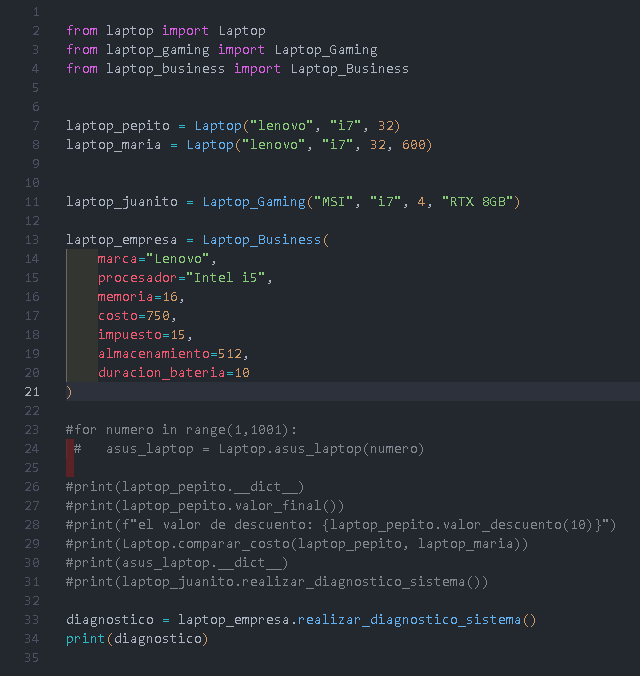 1
2 from laptop import Laptop
3 from laptop_gaming import Laptop_Gaming
4 from laptop_business import Laptop_Business
5
6
7 laptop_pepito = Laptop("lenovo", "i7", 32)
8 laptop_maria = Laptop("lenovo", "i7", 32, 600)
9
10
11 laptop_juanito = Laptop_Gaming("MSI", "i7", 4, "RTX 8GB")
12
13 laptop_empresa = Laptop_Business(
14     marca="Lenovo",
15     procesador="Intel i5",
16     memoria=16,
17     costo=750,
18     impuesto=15,
19     almacenamiento=512,
20     duracion_bateria=10
21 )
22
23 #for numero in range(1,1001):
24  #   asus_laptop = Laptop.asus_laptop(numero)
25
26 #print(laptop_pepito.__dict__)
27 #print(laptop_pepito.valor_final())
28 #print(f"el valor de descuento: {laptop_pepito.valor_descuento(10)}")
29 #print(Laptop.comparar_costo(laptop_pepito, laptop_maria))
30 #print(asus_laptop.__dict__)
31 #print(laptop_juanito.realizar_diagnostico_sistema())
32
33 diagnostico = laptop_empresa.realizar_diagnostico_sistema()
34 print(diagnostico)
35